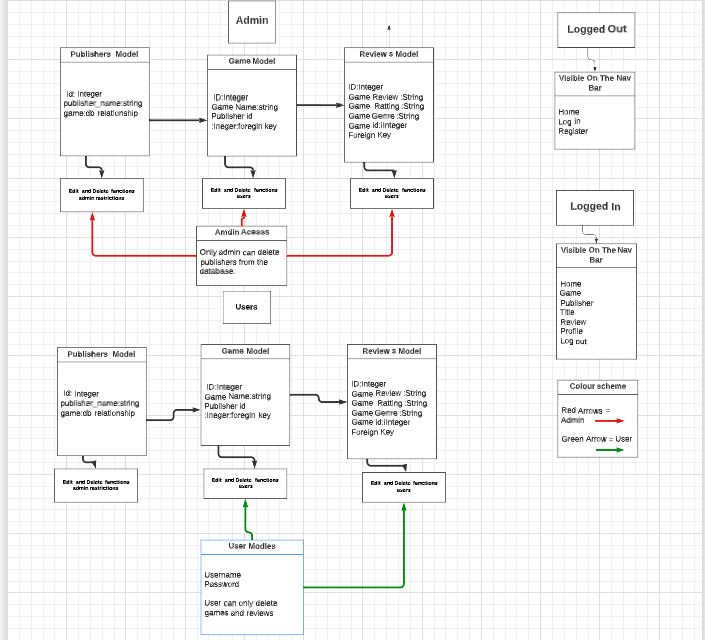 Admin
Publishers Model
Id: Integer
publisher_name:string
game:db relationship
Game Model
ID:Integer
Game Name:string
Publisher id
:Ineger:foregin key
Review s Model
ID:Integer
Game Review :String
Game Ratting :String
Game Genre :String
Game id:iInteger
Foreign Key
Edit and Delete functions
admin restrictions
Edit and Delete functions
users
Edit and Delete functions
users
Amdin Acesss
Only admin can delete
publishers from the
database.
Users
Publishers Model
Id: Integer
publisher_name:string
game:db relationship
Game Model
ID:Integer
Game Name:string
Publisher id
:Ineger:foregin key
Review s Model
ID:Integer
Game Review :String
Game Ratting :String
Game Genre :String
Game id:iInteger
Foreign Key
Edit and Delete functions
admin restrictions
Edit and Delete functions
users
Edit and Delete functions
users
User Modles
Username
Password
User can only delete
games and reviews
Logged Out
Visible On The Nav
Bar
Home
Log in
Register
Logged In
Visible On The Nav
Bar
Home
Game
Publisher
Title
Review
Profile
Log out
Colour scheme
Red Arrows =
Admin
Green Arrow = User